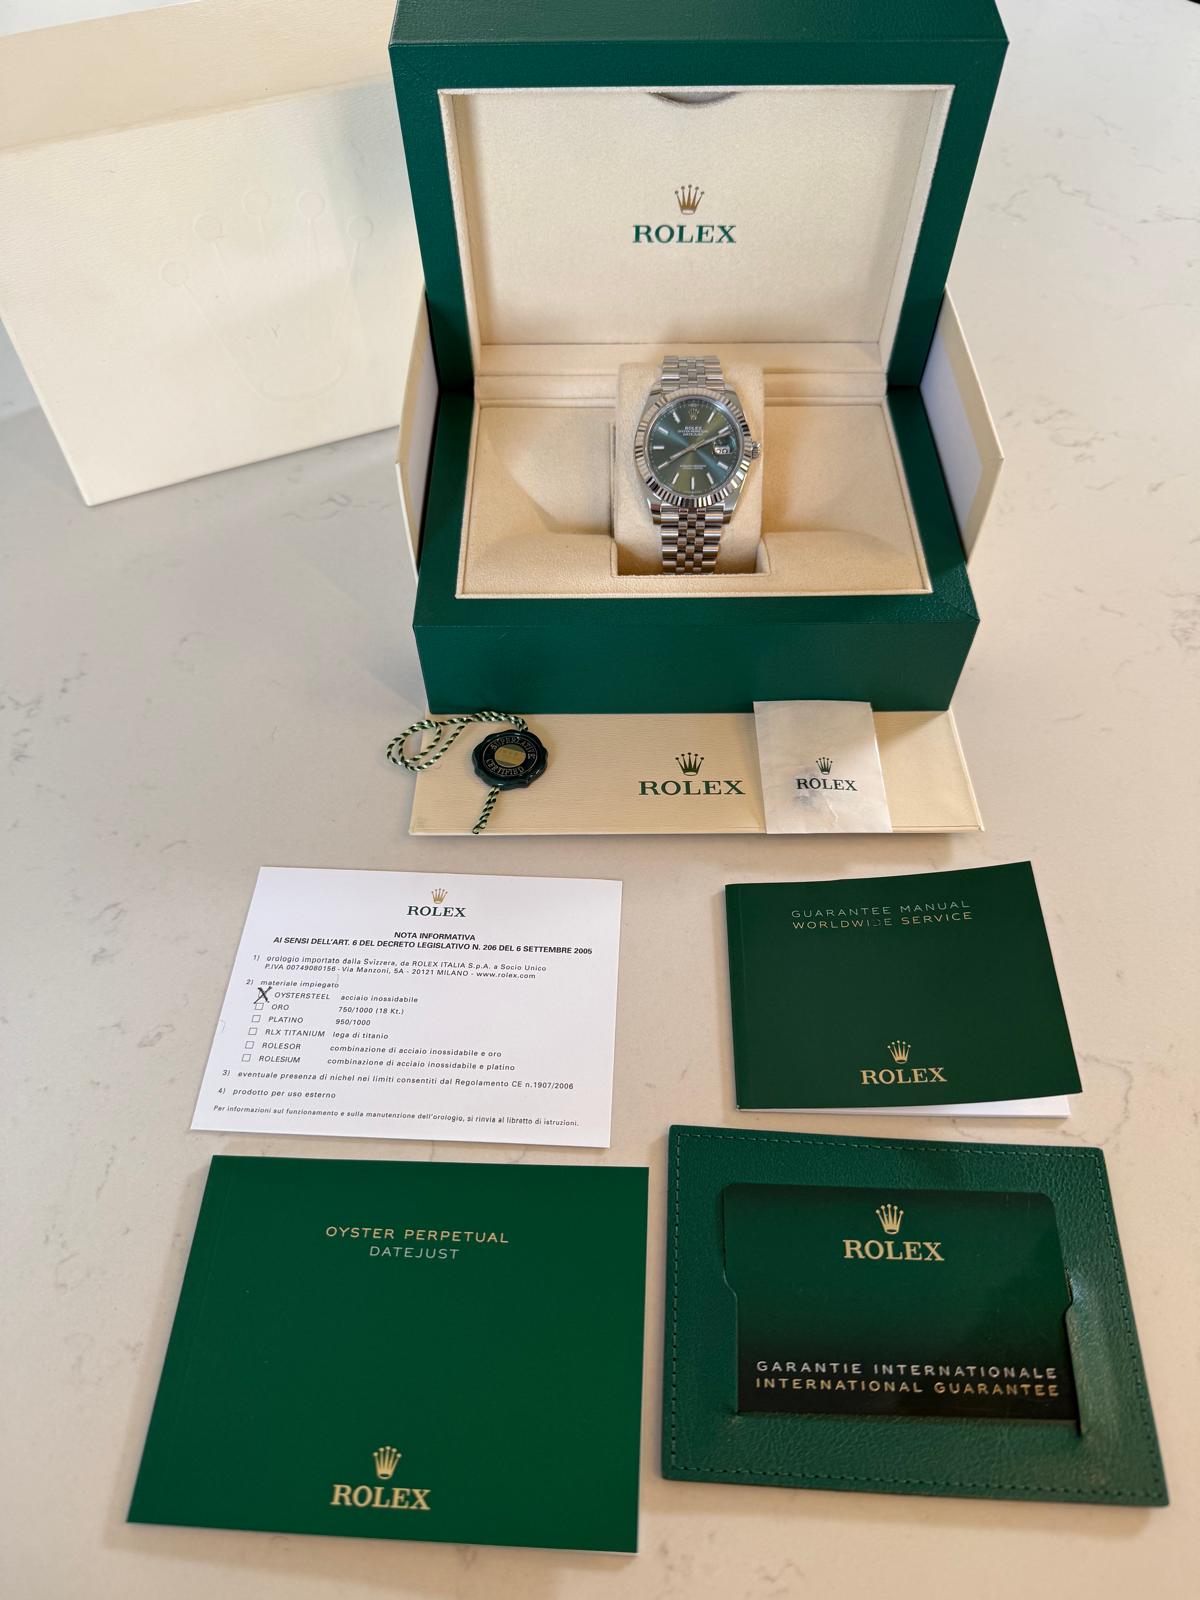 ROLEX
ROLEX
OYSTER PERPETUAL
DATEJUST
SUPERLATIVE
CERTIFIED
ROLEX
ROLEX
ROLEX
NOTA INFORMATIVA
AI SENSI DELL'ART. 6 DEL DECRETO LEGISLATIVO N. 206 DEL 6 SETTEMBRE 2005
1) orologio importato dalla Svizzera, da ROLEX ITALIA S.p.A. a Socio Unico
P.IVA 00749080156 - Via Manzoni, 5A - 20121 MILANO - www.rolex.com
2) materiale impiegato
X OYSTERSTEEL acciaio inossidabile
☐ ORO 750/1000 (18 Kt.)
☐ PLATINO 950/1000
☐ RLX TITANIUM lega di titanio
☐ ROLESOR combinazione di acciaio inossidabile e oro
☐ ROLESIUM combinazione di acciaio inossidabile e platino
3) eventuale presenza di nichel nei limiti consentiti dal Regolamento CE n.1907/2006
4) prodotto per uso esterno
Per informazioni sul funzionamento e sulla manutenzione dell'orologio, si rinvia al libretto di istruzioni.
GUARANTEE MANUAL
WORLDWIDE SERVICE
ROLEX
OYSTER PERPETUAL
DATEJUST
ROLEX
ROLEX
GARANTIE INTERNATIONALE
INTERNATIONAL GUARANTEE